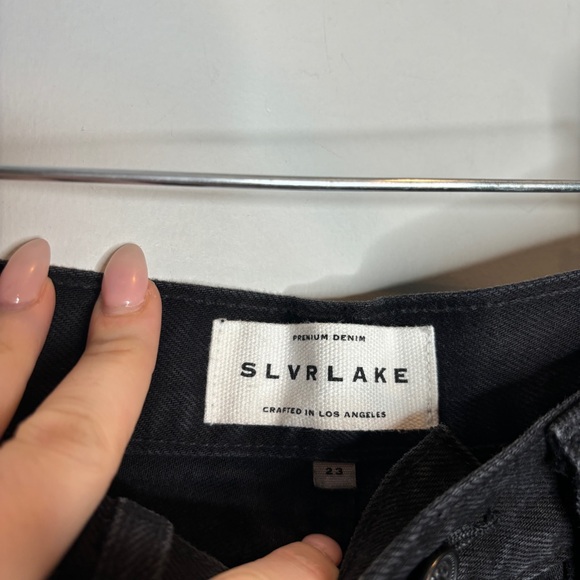 PREMIUM DENIM
SLVRLAKE
CRAFTED IN LOS ANGELES
23